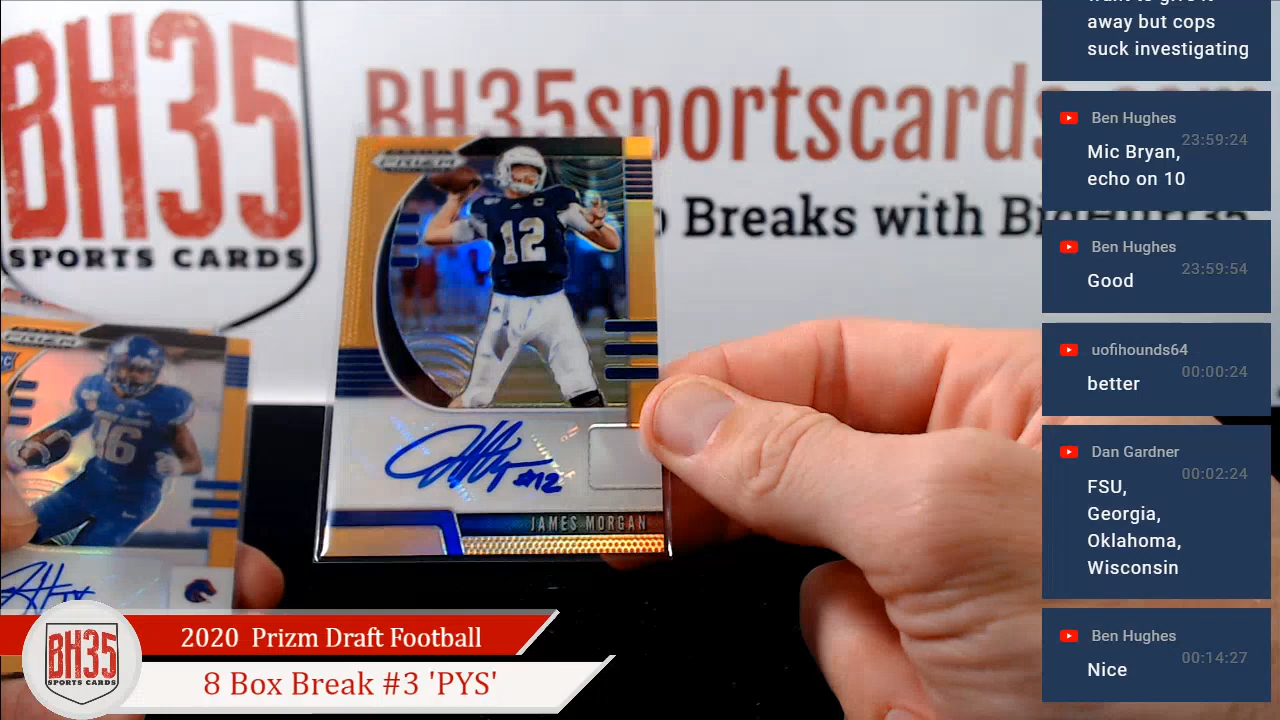 BH35
SPORTS CARDS
BH35sportscards.com
Breaks with
PRIZM
12
C
#12
JAMES MORGAN
PRIZM
RC
16
away but cops
suck investigating
Ben Hughes
23:59:24
Mic Bryan,
echo on 10
Ben Hughes
23:59:54
Good
uofihounds64
00:00:24
better
Dan Gardner
00:02:24
FSU,
Georgia,
Oklahoma,
Wisconsin
Ben Hughes
00:14:27
Nice
BH35
SPORTS CARDS
2020 Prizm Draft Football
8 Box Break #3 'PYS'